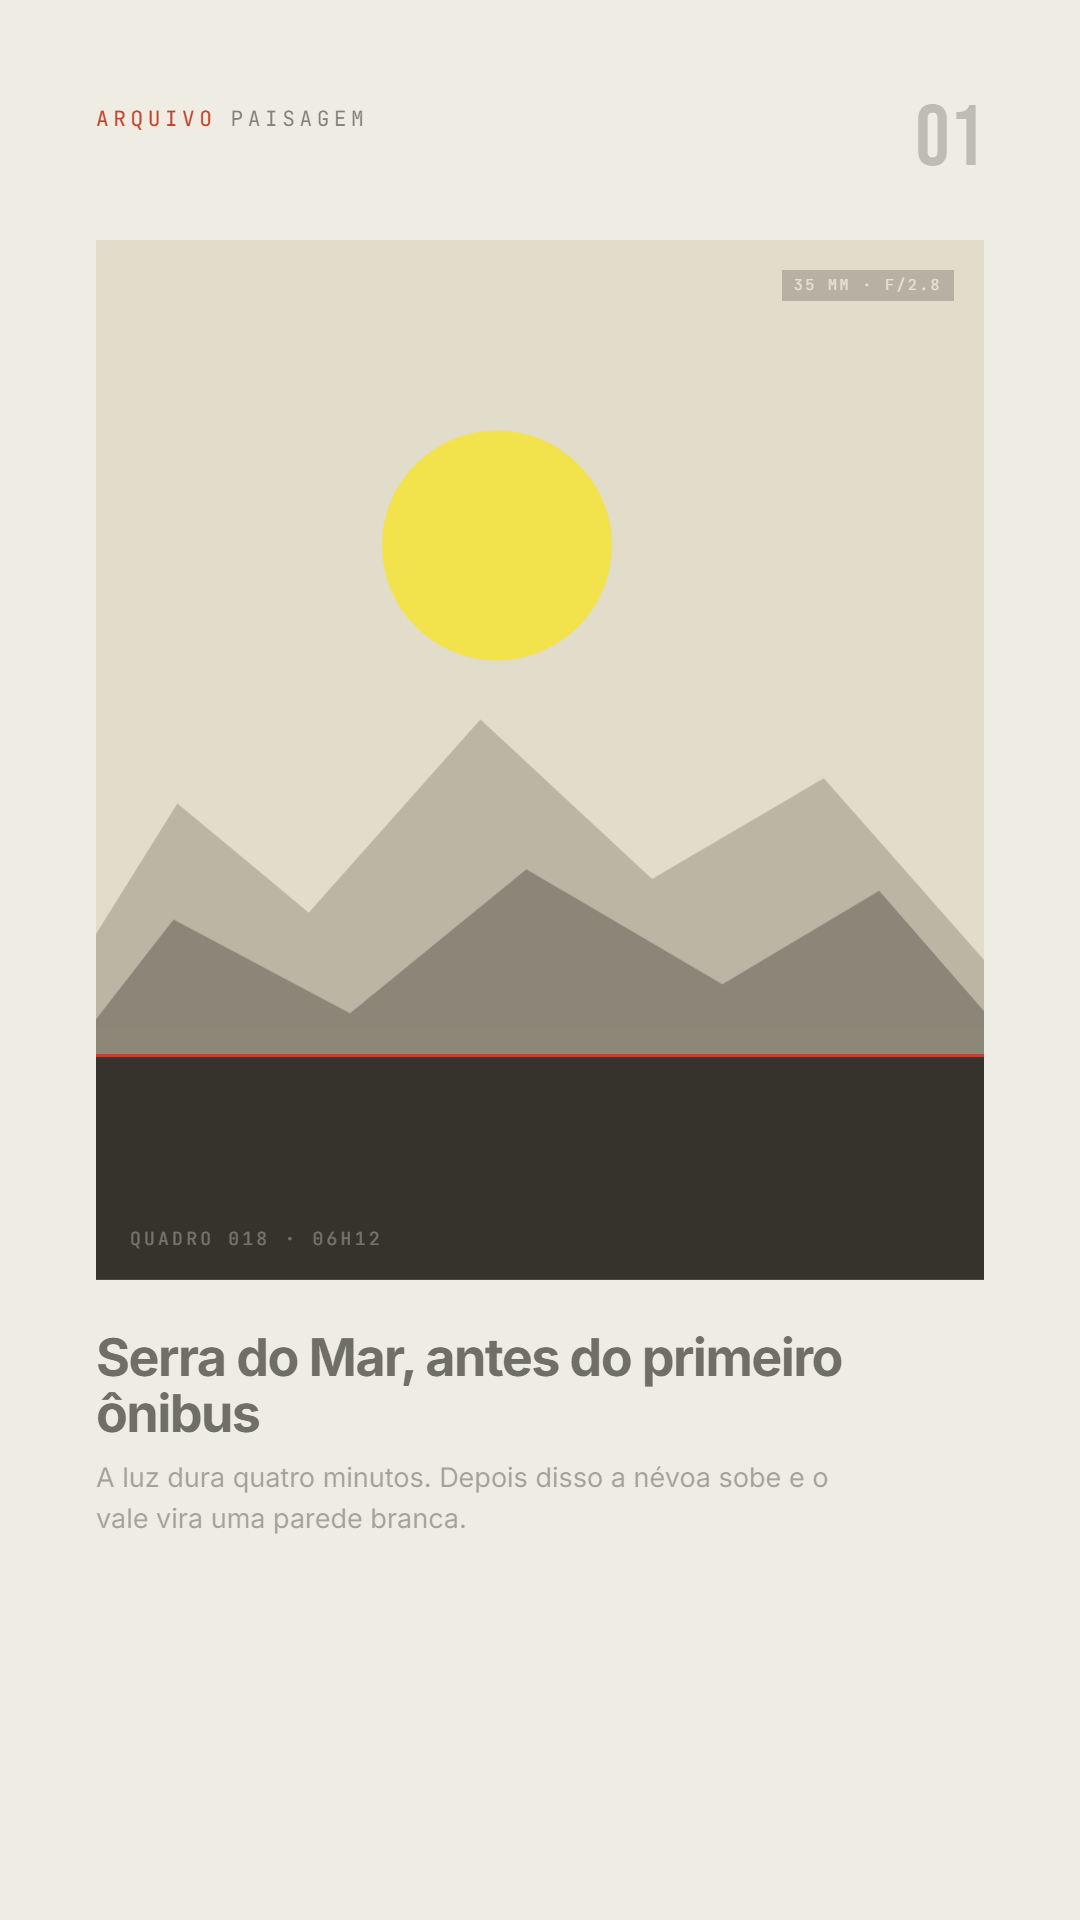 ARQUIVO PAISAGEM
01
35 MM · F/2.8
QUADRO 018 · 06H12
Serra do Mar, antes do primeiro
ônibus
A luz dura quatro minutos. Depois disso a névoa sobe e o
vale vira uma parede branca.